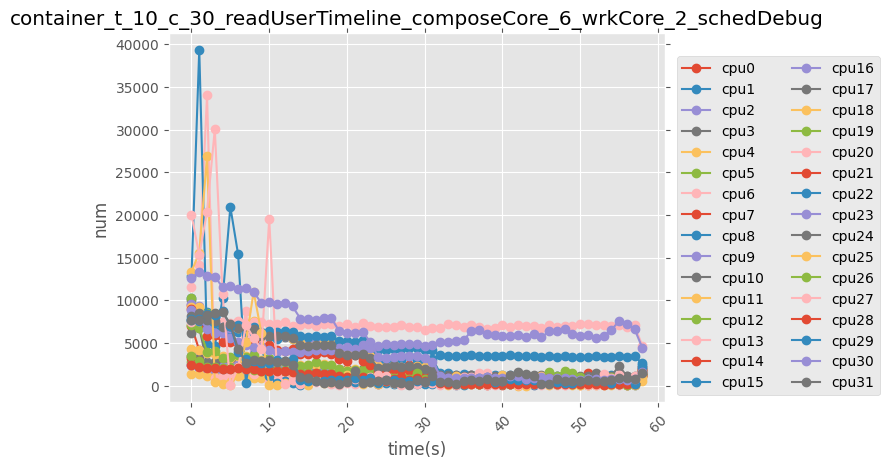 container_t_10_c_30_readUserTimeline_composeCore_6_wrkCore_2_schedDebug
40000
35000
30000
25000
20000
15000
10000
5000
0
num
0
10
20
30
40
50
60
time(s)
cpu0
cpu1
cpu2
cpu3
cpu4
cpu5
cpu6
cpu7
cpu8
cpu9
cpu10
cpu11
cpu12
cpu13
cpu14
cpu15
cpu16
cpu17
cpu18
cpu19
cpu20
cpu21
cpu22
cpu23
cpu24
cpu25
cpu26
cpu27
cpu28
cpu29
cpu30
cpu31